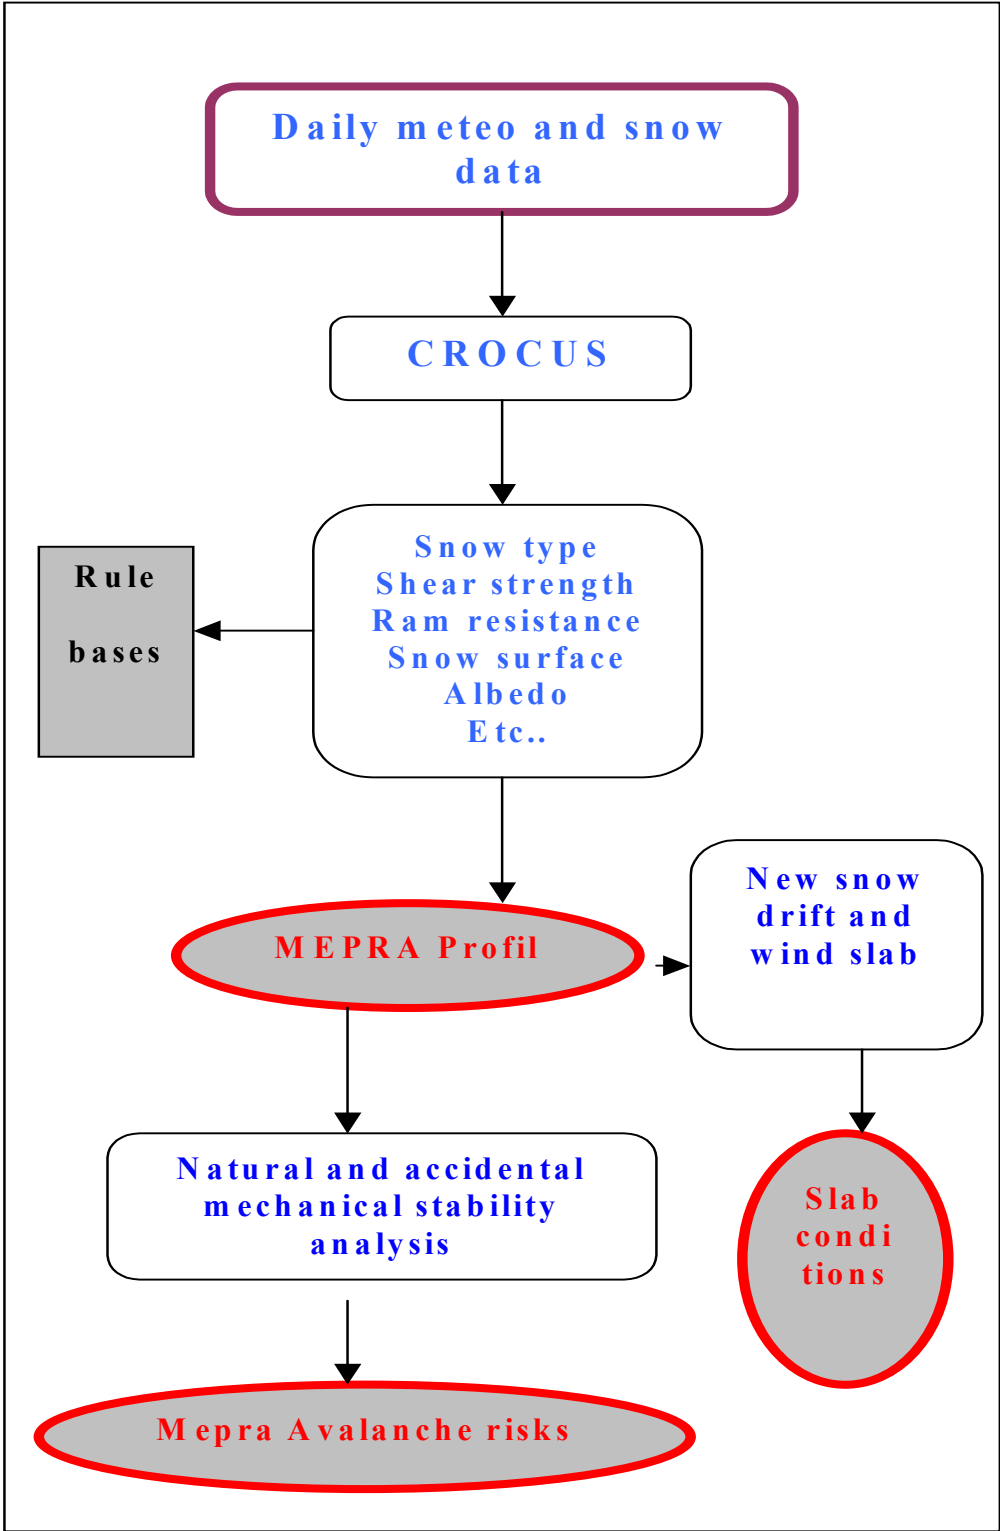 Daily meteo and snow
data
CROCUS
Rule
bases
Snow type
Shear strength
Ram resistance
Snow surface
Albedo
Etc..
MEPRA Profil
New snow
drift and
wind slab
Natural and accidental
mechanical stability
analysis
Slab
condi
tions
Mepra Avalanche risks